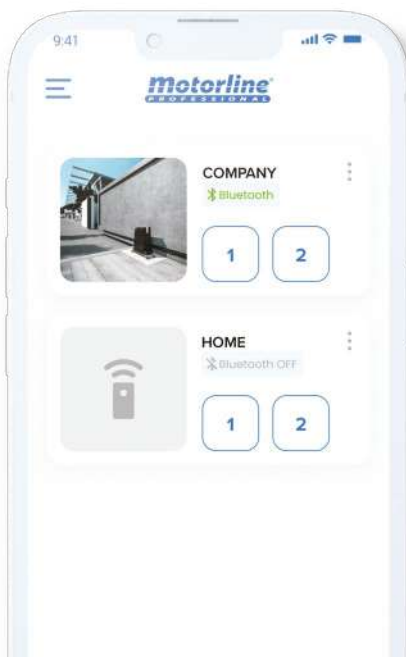 9:41
Motorline®
PROFESSIONAL
COMPANY
Bluetooth
1 2
HOME
Bluetooth OFF
1 2